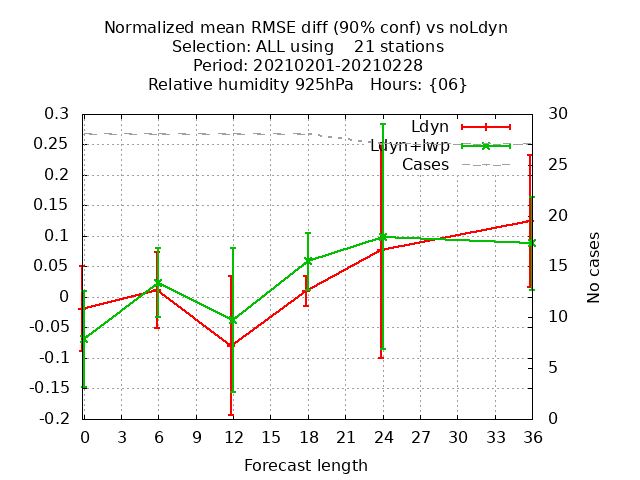 Normalized mean RMSE diff (90% conf) vs noLdyn
Selection: ALL using    21 stations
Period: 20210201-20210228
Relative humidity 925hPa   Hours: {06}
0.3
0.25
0.2
0.15
0.1
0.05
0
-0.05
-0.1
-0.15
-0.2
30
25
20
15
10
5
0
No cases
Ldyn
Ldyn+lwp
Cases
0 3 6 9 12 15 18 21 24 27 30 33 36
Forecast length